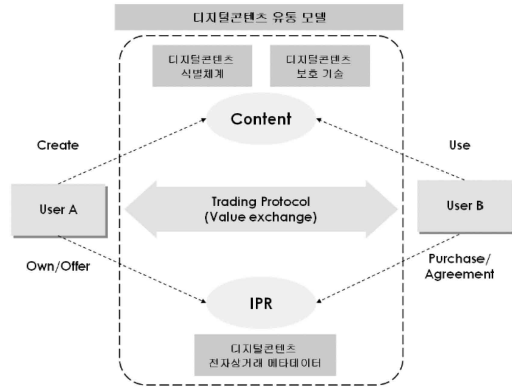 디지털콘텐츠 유통 모델
디지털콘텐츠
식별체계
디지털콘텐츠
보호 기술
Content
Create
Use
User A
Trading Protocol
(Value exchange)
User B
Own/Offer
Purchase/
Agreement
IPR
디지털콘텐츠
전자상거래 메타데이터